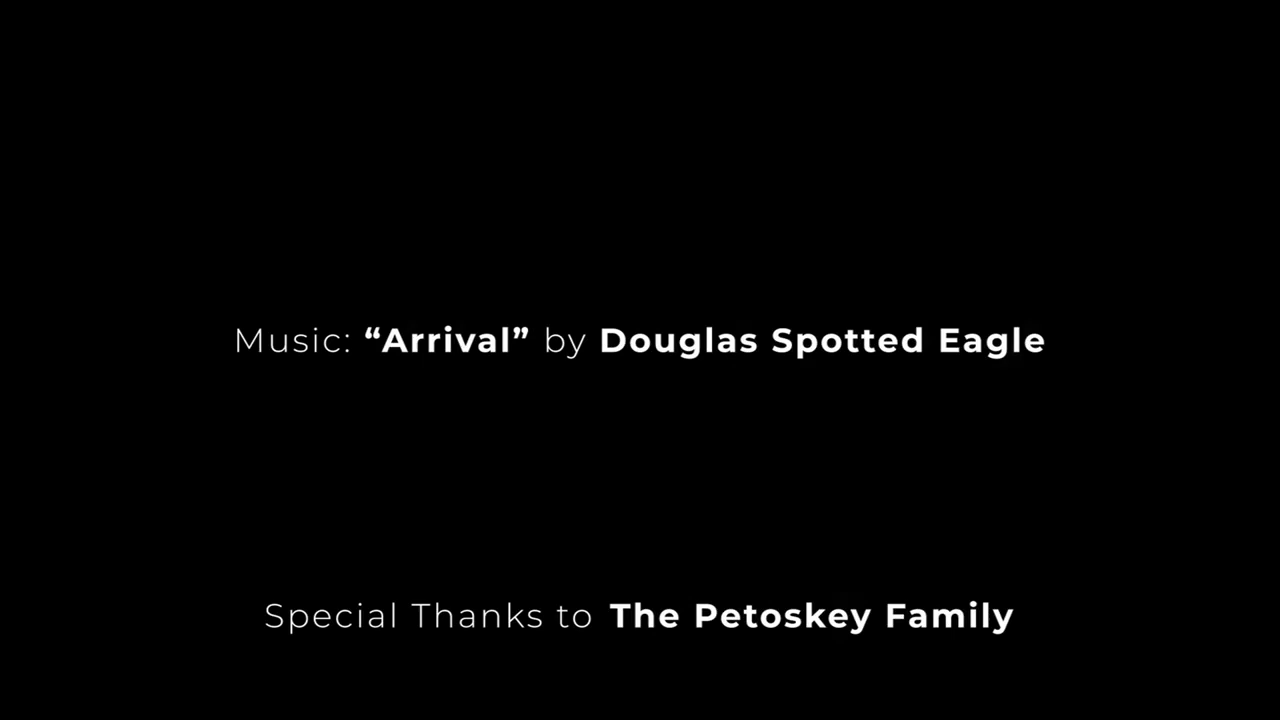 Music: “Arrival” by Douglas Spotted Eagle
Special Thanks to The Petoskey Family